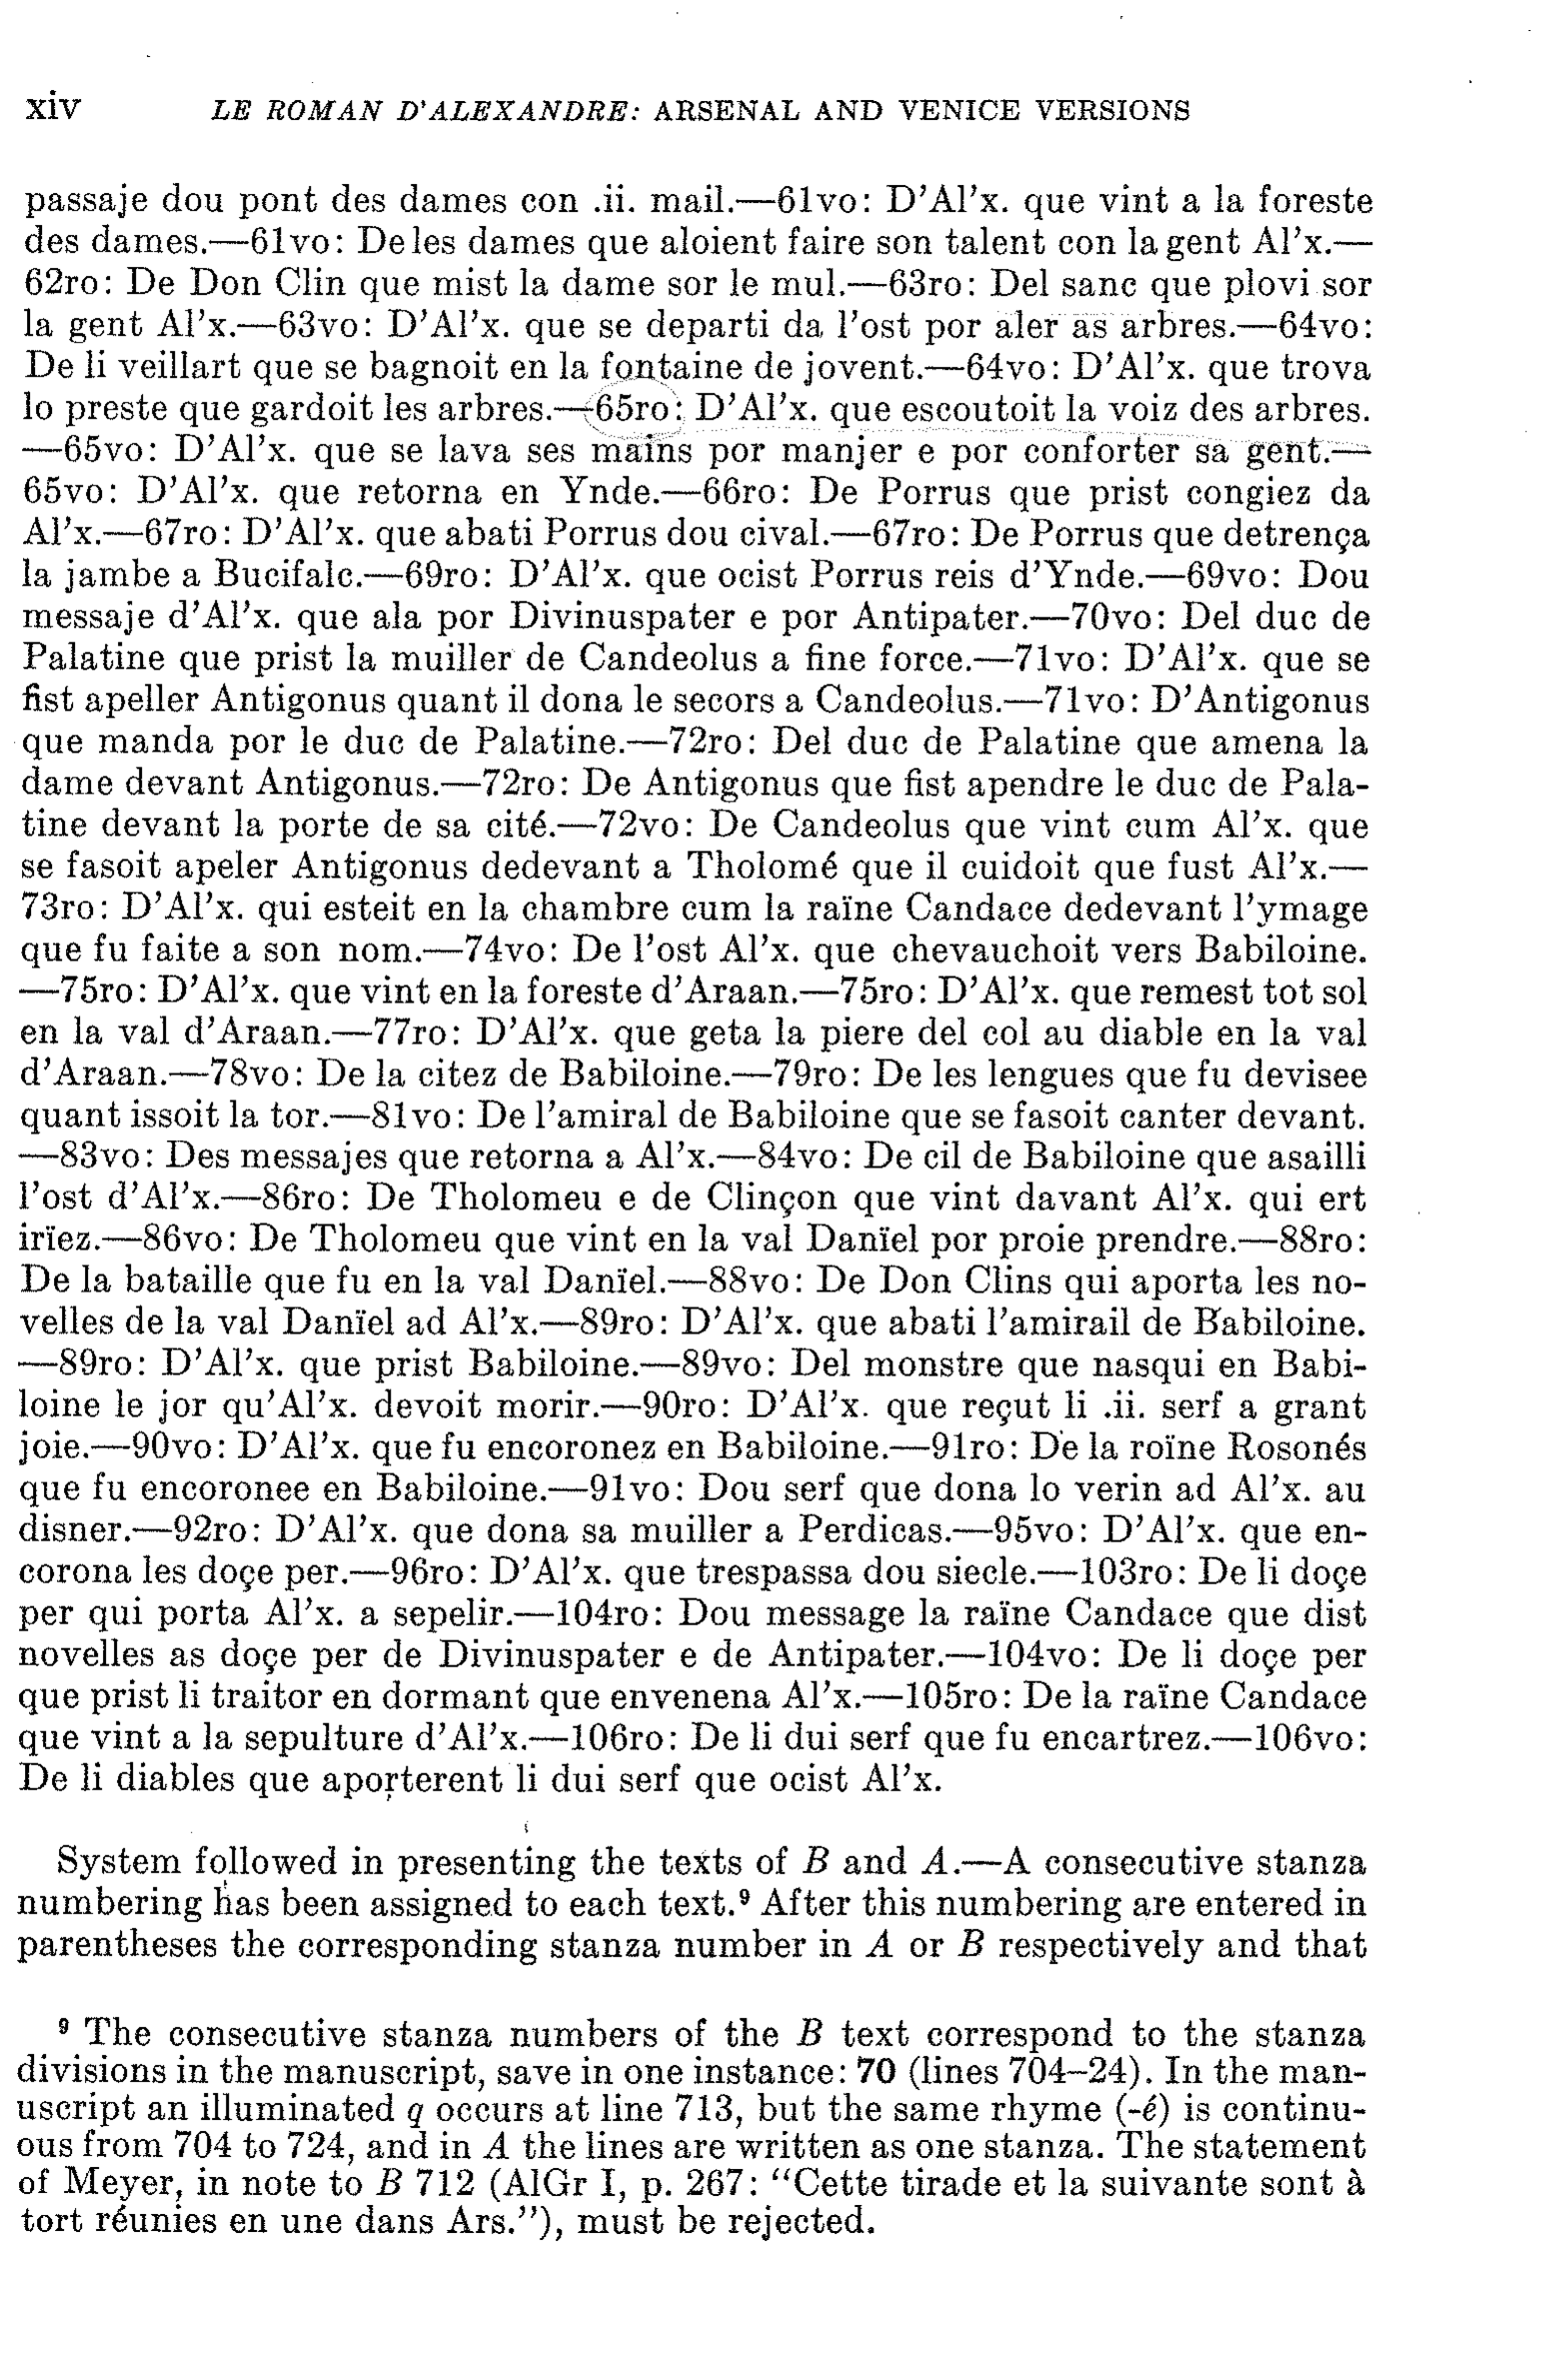 xiv LE ROMAN D'ALEXANDRE: ARSENAL AND VENICE VERSIONS
passaje dou pont des dames con .ii. mail.—61vo: D'Al'x. que vint a la foreste
des dames.—61vo: De les dames que aloient faire son talent con la gent Al'x.—
62ro: De Don Clin que mist la dame sor le mul.—63ro: Del sanc que plovi sor
la gent Al'x.—63vo: D'Al'x. que se departi da l'ost por aler as arbres.—64vo:
De li veillart que se bagnoit en la fontaine de jovent.—64vo: D'Al'x. que trova
lo preste que gardoit les arbres.—65ro: D'Al'x. que escoutoit la voiz des arbres.
—65vo: D'Al'x. que se lava ses mains por manjer e por conforter sa gent.—
65vo: D'Al'x. que retorna en Ynde.—66ro: De Porrus que prist congiez da
Al'x.—67ro: D'Al'x. que abati Porrus dou cival.—67ro: De Porrus que detrença
la jambe a Bucifalc.—69ro: D'Al'x. que ocist Porrus reis d'Ynde.—69vo: Dou
messaje d'Al'x. que ala por Divinuspater e por Antipater.—70vo: Del duc de
Palatine que prist la muiller de Candeolus a fine force.—71vo: D'Al'x. que se
fist apeller Antigonus quant il dona le secors a Candeolus.—71vo: D'Antigonus
que manda por le duc de Palatine.—72ro: Del duc de Palatine que amena la
dame devant Antigonus.—72ro: De Antigonus que fist apendre le duc de Pala-
tine devant la porte de sa cité.—72vo: De Candeolus que vint cum Al'x. que
se fasoit apeler Antigonus dedevant a Tholomé que il cuidoit que fust Al'x.—
73ro: D'Al'x. qui esteit en la chambre cum la raïne Candace dedevant l'ymage
que fu faite a son nom.—74vo: De l'ost Al'x. que chevauchoit vers Babiloine.
—75ro: D'Al'x. que vint en la foreste d'Araan.—75ro: D'Al'x. que remest tot sol
en la val d'Araan.—77ro: D'Al'x. que geta la piere del col au diable en la val
d'Araan.—78vo: De la citez de Babiloine.—79ro: De les lengues que fu devisee
quant issoit la tor.—81vo: De l'amiral de Babiloine que se fasoit canter devant.
—83vo: Des messajes que retorna a Al'x.—84vo: De cil de Babiloine que asailli
l'ost d'Al'x.—86ro: De Tholomeu e de Clinçon que vint davant Al'x. qui ert
irïez.—86vo: De Tholomeu que vint en la val Danïel por proie prendre.—88ro:
De la bataille que fu en la val Danïel.—88vo: De Don Clins qui aporta les no-
velles de la val Danïel ad Al'x.—89ro: D'Al'x. que abati l'amirail de Babiloine.
—89ro: D'Al'x. que prist Babiloine.—89vo: Del monstre que nasqui en Babi-
loine le jor qu'Al'x. devoit morir.—90ro: D'Al'x. que reçut li .ii. serf a grant
joie.—90vo: D'Al'x. que fu encoronez en Babiloine.—91ro: De la roïne Rosonés
que fu encoronee en Babiloine.—91vo: Dou serf que dona lo verin ad Al'x. au
disner.—92ro: D'Al'x. que dona sa muiller a Perdicas.—95vo: D'Al'x. que en-
corona les doçe per.—96ro: D'Al'x. que trespassa dou siecle.—103ro: De li doçe
per qui porta Al'x. a sepelir.—104ro: Dou message la raïne Candace que dist
novelles as doçe per de Divinuspater e de Antipater.—104vo: De li doçe per
que prist li traitor en dormant que envenena Al'x.—105ro: De la raïne Candace
que vint a la sepulture d'Al'x.—106ro: De li dui serf que fu encartrez.—106vo:
De li diables que aporterent li dui serf que ocist Al'x.
System followed in presenting the texts of B and A.—A consecutive stanza
numbering has been assigned to each text.⁹ After this numbering are entered in
parentheses the corresponding stanza number in A or B respectively and that
⁹ The consecutive stanza numbers of the B text correspond to the stanza
divisions in the manuscript, save in one instance: 70 (lines 704–24). In the man-
uscript an illuminated q occurs at line 713, but the same rhyme (-é) is continu-
ous from 704 to 724, and in A the lines are written as one stanza. The statement
of Meyer, in note to B 712 (AlGr I, p. 267: "Cette tirade et la suivante sont à
tort réunies en une dans Ars."), must be rejected.